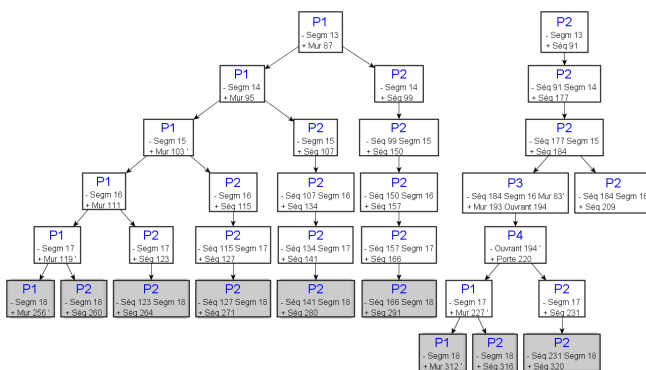 P1
- Segm 13
+ Mur 87
P2
- Segm 13
+ Séq 91
P1
- Segm 14
+ Mur 95
P2
- Segm 14
+ Séq 99
P2
- Séq 91 Segm 14
+ Séq 177
P1
- Segm 15
+ Mur 103 '
P2
- Segm 15
+ Séq 107
P2
- Séq 99 Segm 15
+ Séq 150
P2
- Séq 177 Segm 15
+ Séq 184
P1
- Segm 16
+ Mur 111
P2
- Segm 16
+ Séq 115
P2
- Séq 107 Segm 16
+ Séq 134
P2
- Séq 150 Segm 16
+ Séq 157
P3
- Séq 184 Segm 16 Mur 83'
+ Mur 193 Ouvrant 194
P2
- Séq 184 Segm 16
+ Séq 209
P1
- Segm 17
+ Mur 119 '
P2
- Segm 17
+ Séq 123
P2
- Séq 115 Segm 17
+ Séq 127
P2
- Séq 134 Segm 17
+ Séq 141
P2
- Séq 157 Segm 17
+ Séq 166
P4
- Ouvrant 194 '
+ Porte 220
P1
- Segm 18
+ Mur 256 '
P2
- Segm 18
+ Séq 260
P2
- Séq 123 Segm 18
+ Séq 264
P2
- Séq 127 Segm 18
+ Séq 271
P2
- Séq 141 Segm 18
+ Séq 280
P2
- Séq 166 Segm 18
+ Séq 291
P1
- Segm 17
+ Mur 227 '
P2
- Segm 17
+ Séq 231
P1
- Segm 18
+ Mur 312 '
P2
- Segm 18
+ Séq 316
P2
- Séq 231 Segm 18
+ Séq 320